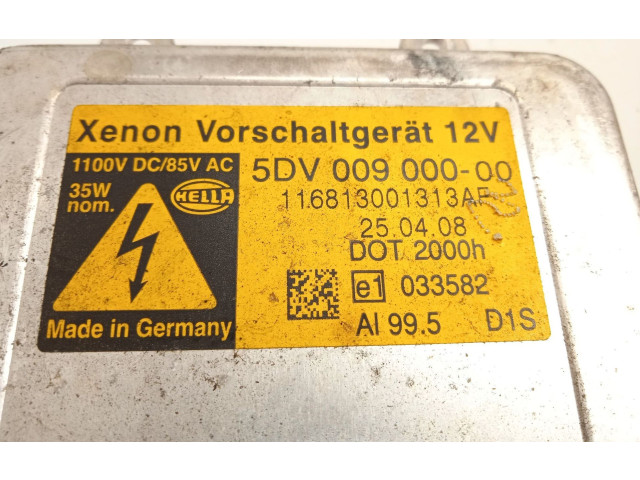 Xenon Vorschaltgerät 12V
1100V DC/85V AC
35W
nom.
HELLA
Made in Germany
5DV 009 000-00
116813001313AF
25.04.08
DOT 2000h
e1 033582
Al 99.5 D1S